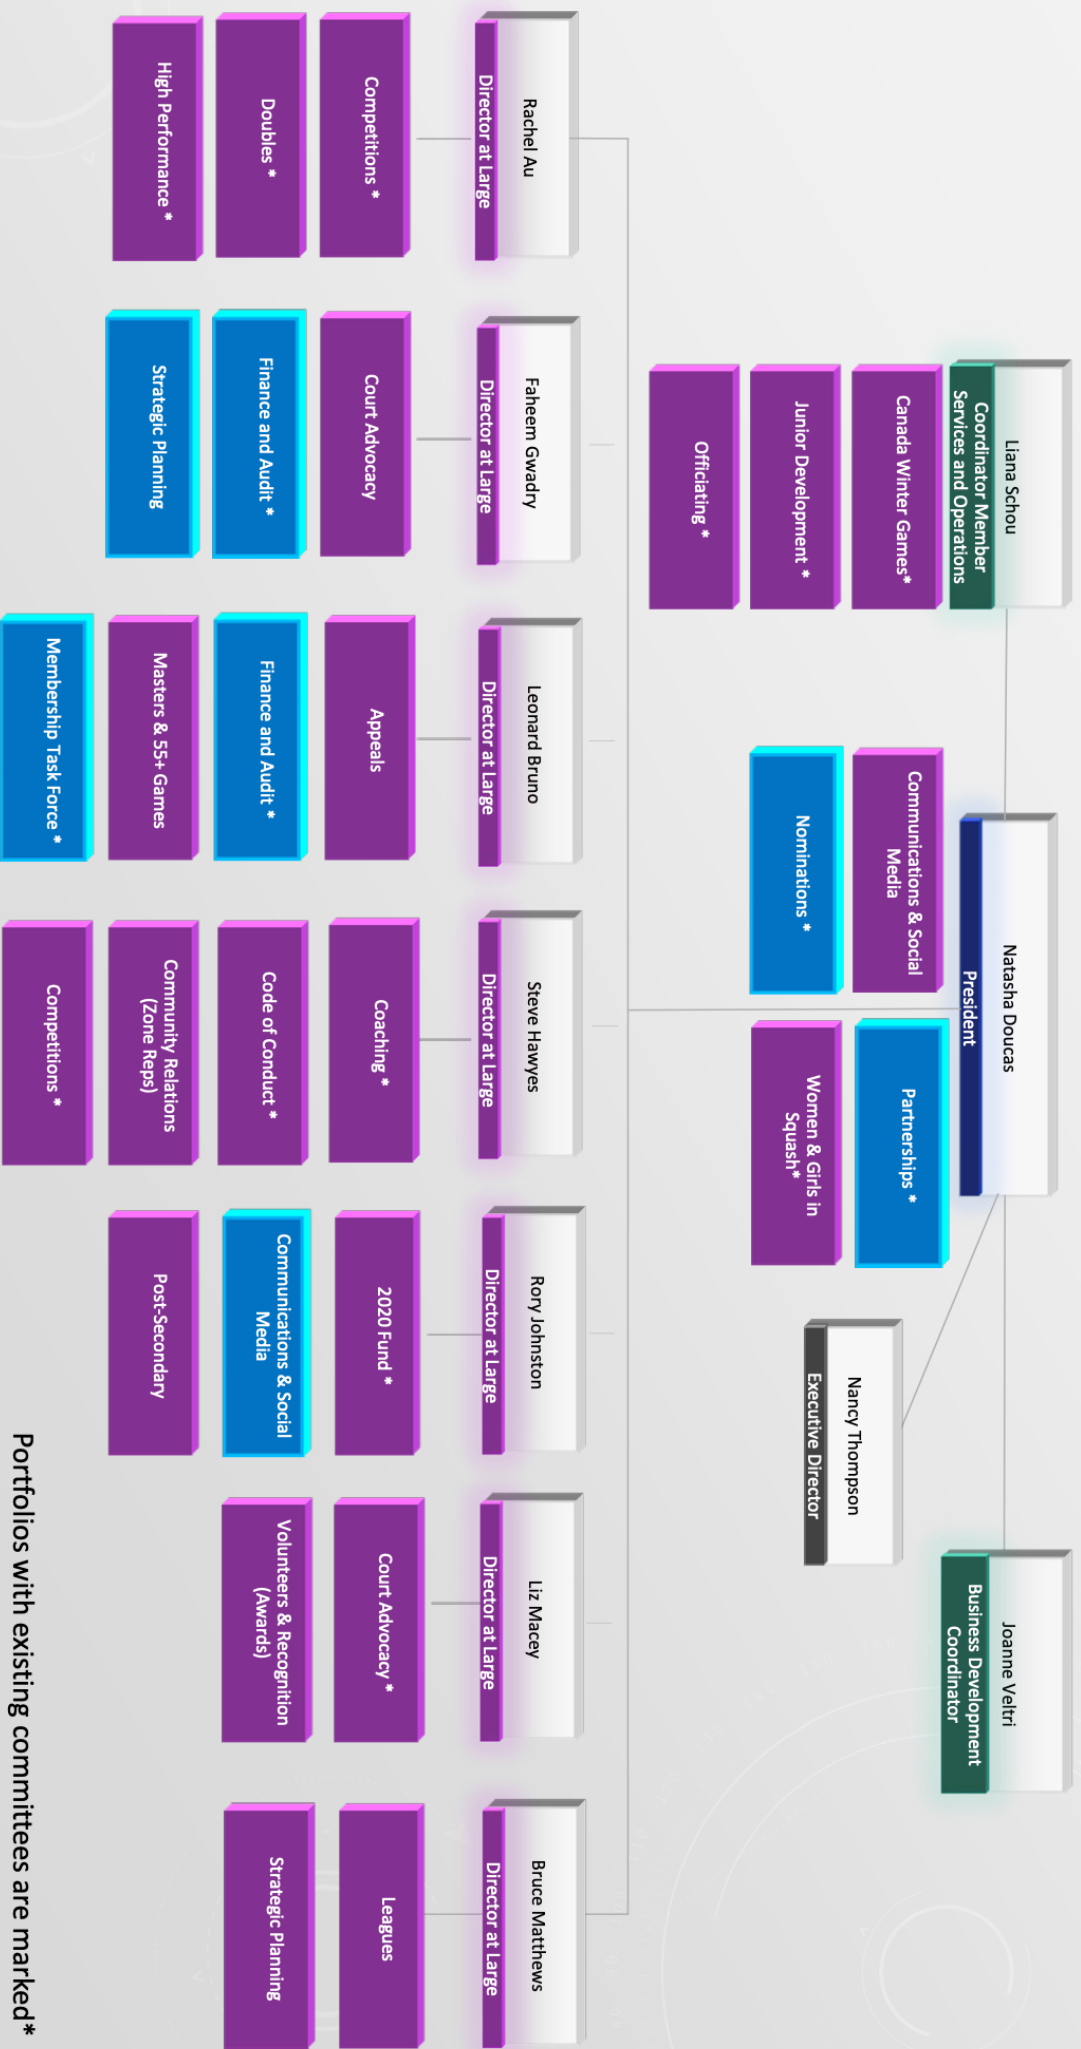 Liana Schou
Coordinator Member
Services and Operations
Canada Winter Games*
Junior Development *
Officiating *
Natasha Doucas
President
Communications & Social
Media
Nominations *
Partnerships *
Women & Girls in
Squash*
Nancy Thompson
Executive Director
Joanne Veltri
Business Development
Coordinator
Rachel Au
Director at Large
Competitions *
Doubles *
High Performance *
Faheem Gwadry
Director at Large
Court Advocacy
Finance and Audit *
Strategic Planning
Leonard Bruno
Director at Large
Appeals
Finance and Audit *
Masters & 55+ Games
Membership Task Force *
Steve Hawyes
Director at Large
Coaching *
Code of Conduct *
Community Relations
(Zone Reps)
Competitions *
Rory Johnston
Director at Large
2020 Fund *
Communications & Social
Media
Post-Secondary
Liz Macey
Director at Large
Court Advocacy *
Volunteers & Recognition
(Awards)
Bruce Matthews
Director at Large
Leagues
Strategic Planning
Portfolios with existing committees are marked*